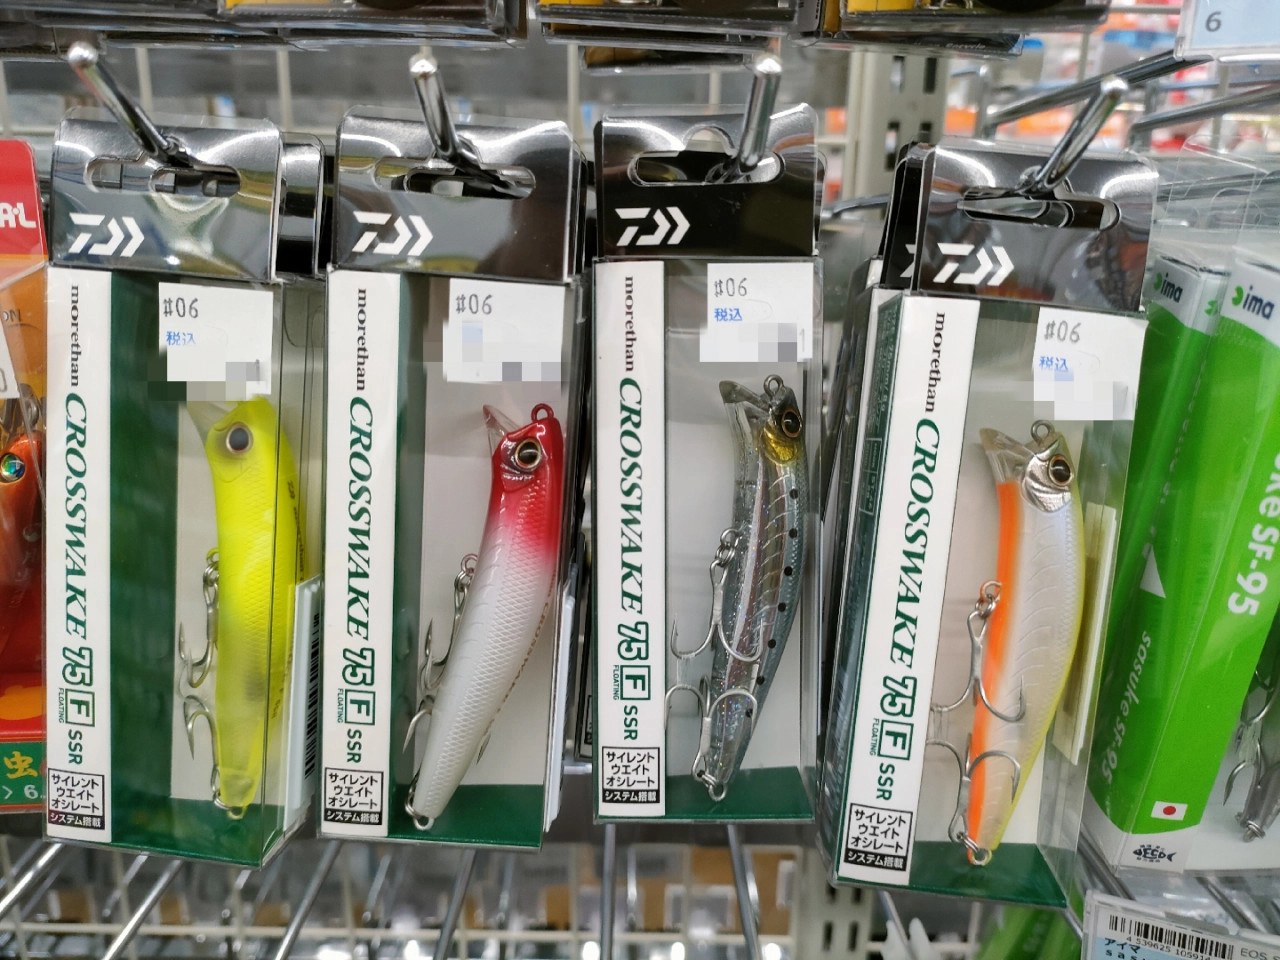 6
#06
税込
morethan CROSSWAKE 75 F SSR
FLOATING
サイレント
ウエイト
オシレート
システム搭載
#06
morethan CROSSWAKE 75 F SSR
FLOATING
サイレント
ウエイト
オシレート
システム搭載
#06
税込
morethan CROSSWAKE 75 F SSR
FLOATING
サイレント
ウエイト
オシレート
システム搭載
#06
税込
morethan CROSSWAKE 75 F SSR
FLOATING
サイレント
ウエイト
オシレート
システム搭載
ima
ima
sasuke SF-95
SF-95
虫
アイマ